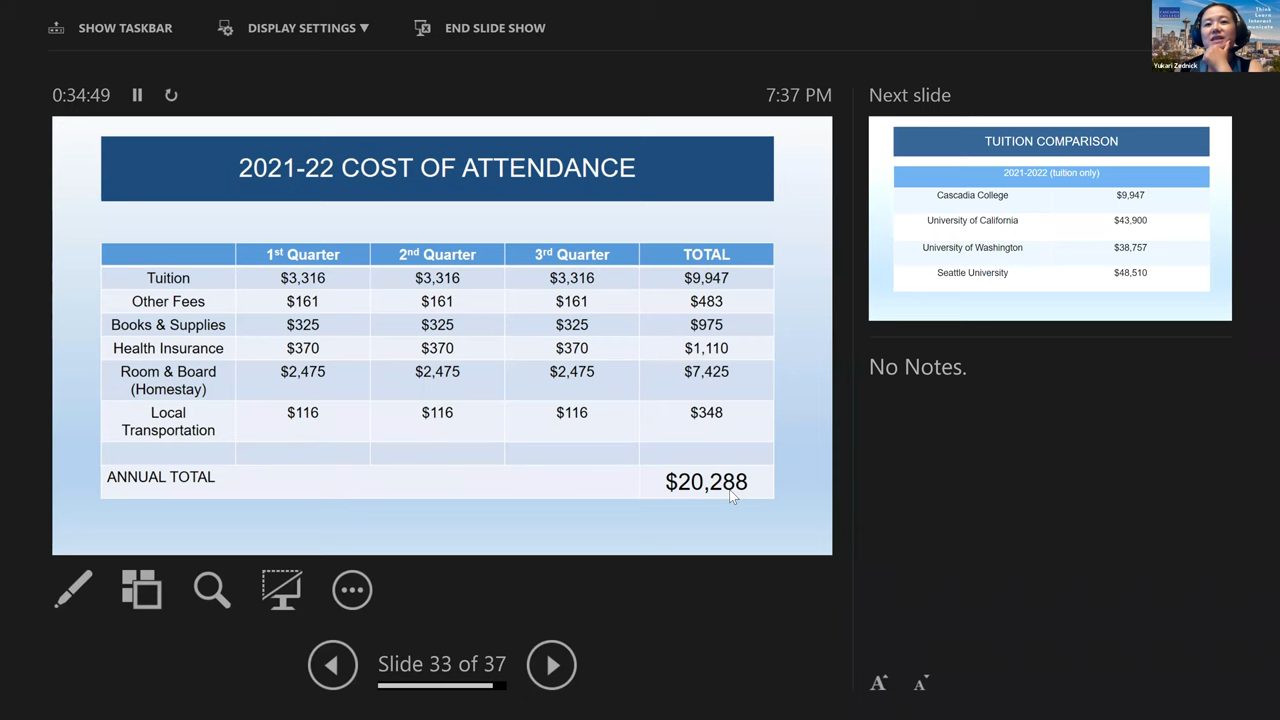 SHOW TASKBAR
DISPLAY SETTINGS ▼
END SLIDE SHOW
CASCADIA COLLEGE
Think
Learn
Interact
Yukari Zednick
0:34:49
7:37 PM
Next slide
2021-22 COST OF ATTENDANCE
1st Quarter 2nd Quarter 3rd Quarter TOTAL
Tuition $3,316 $3,316 $3,316 $9,947
Other Fees $161 $161 $161 $483
Books & Supplies $325 $325 $325 $975
Health Insurance $370 $370 $370 $1,110
Room & Board $2,475 $2,475 $2,475 $7,425
(Homestay)
Local $116 $116 $116 $348
Transportation
ANNUAL TOTAL $20,288
TUITION COMPARISON
2021-2022 (tuition only)
Cascadia College $9,947
University of California $43,900
University of Washington $38,757
Seattle University $48,510
No Notes.
Slide 33 of 37
A A